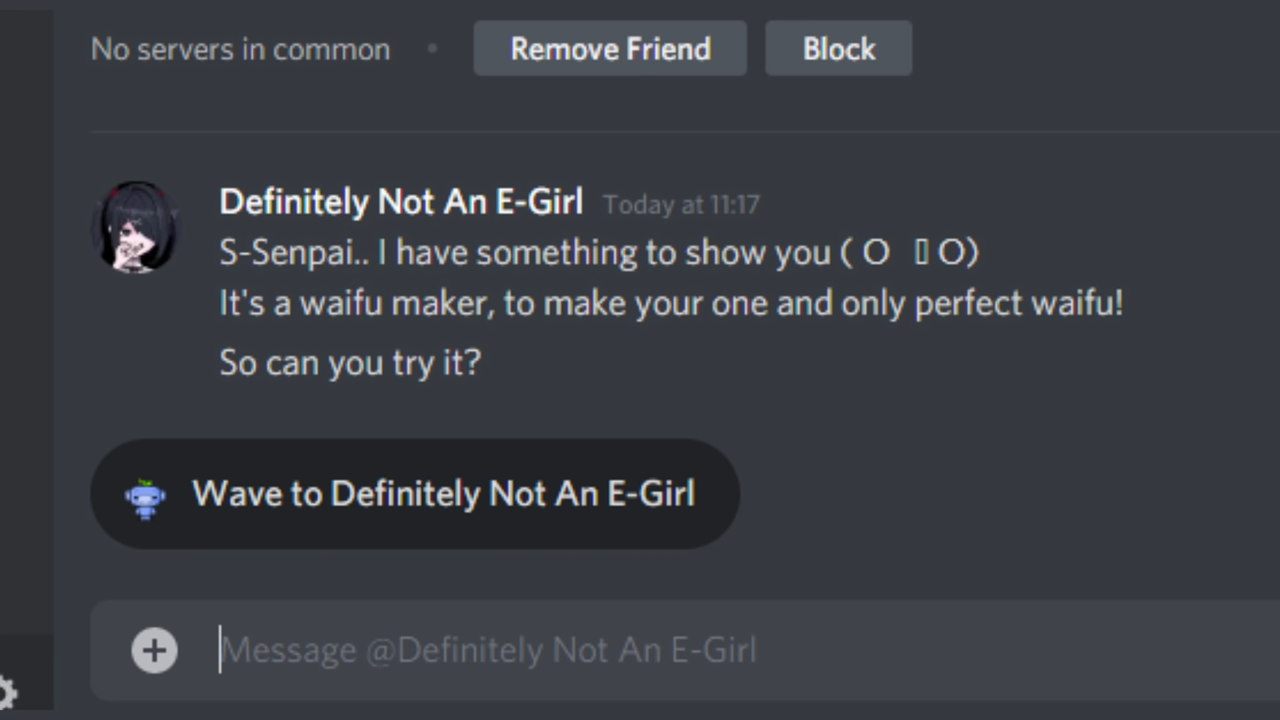 No servers in common • Remove Friend Block
Definitely Not An E-Girl Today at 11:17
S-Senpai.. I have something to show you ( O ▯ O)
It's a waifu maker, to make your one and only perfect waifu!
So can you try it?
Wave to Definitely Not An E-Girl
Message @Definitely Not An E-Girl